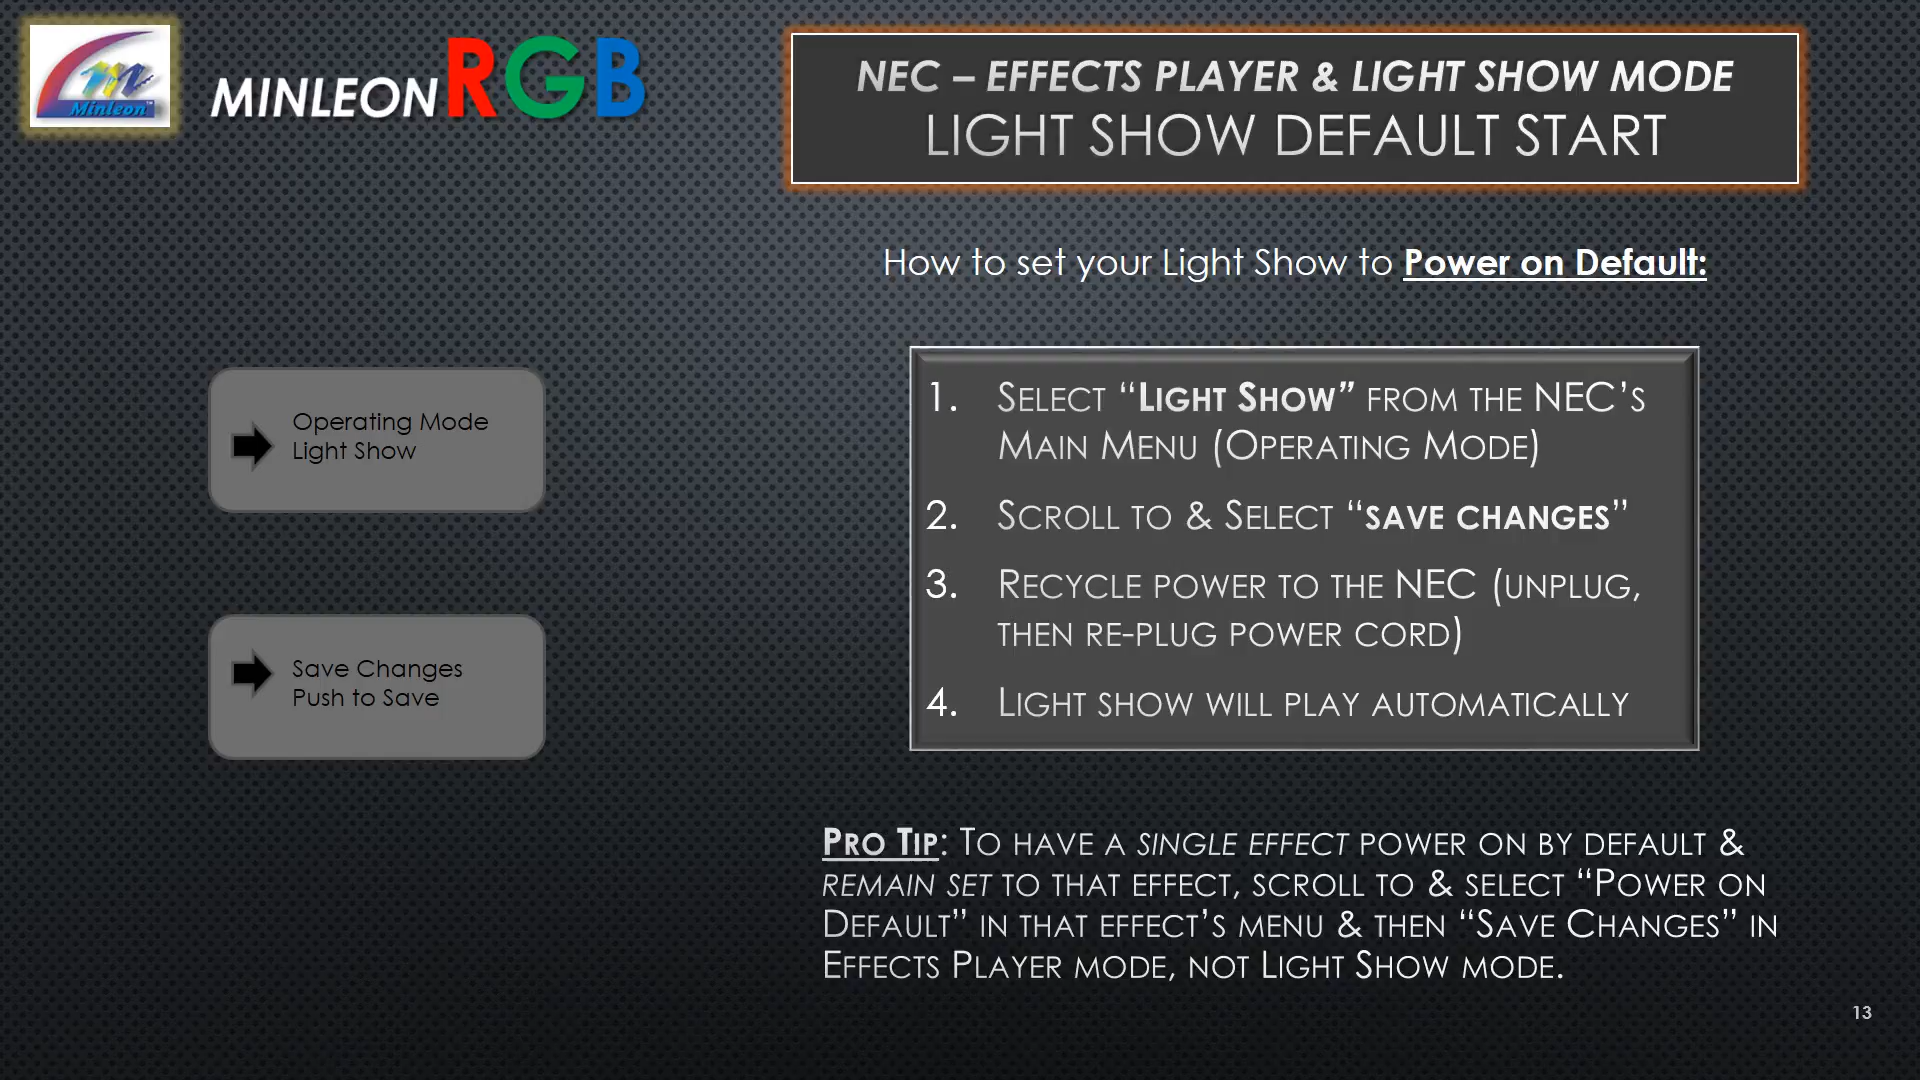 Minleon™
MINLEON RGB
NEC – EFFECTS PLAYER & LIGHT SHOW MODE
LIGHT SHOW DEFAULT START
How to set your Light Show to Power on Default:
Operating Mode
Light Show
Save Changes
Push to Save
1. SELECT “LIGHT SHOW” FROM THE NEC’S
MAIN MENU (OPERATING MODE)
2. SCROLL TO & SELECT “SAVE CHANGES”
3. RECYCLE POWER TO THE NEC (UNPLUG,
THEN RE-PLUG POWER CORD)
4. LIGHT SHOW WILL PLAY AUTOMATICALLY
PRO TIP: TO HAVE A SINGLE EFFECT POWER ON BY DEFAULT &
REMAIN SET TO THAT EFFECT, SCROLL TO & SELECT “POWER ON
DEFAULT” IN THAT EFFECT’S MENU & THEN “SAVE CHANGES” IN
EFFECTS PLAYER MODE, NOT LIGHT SHOW MODE.
13